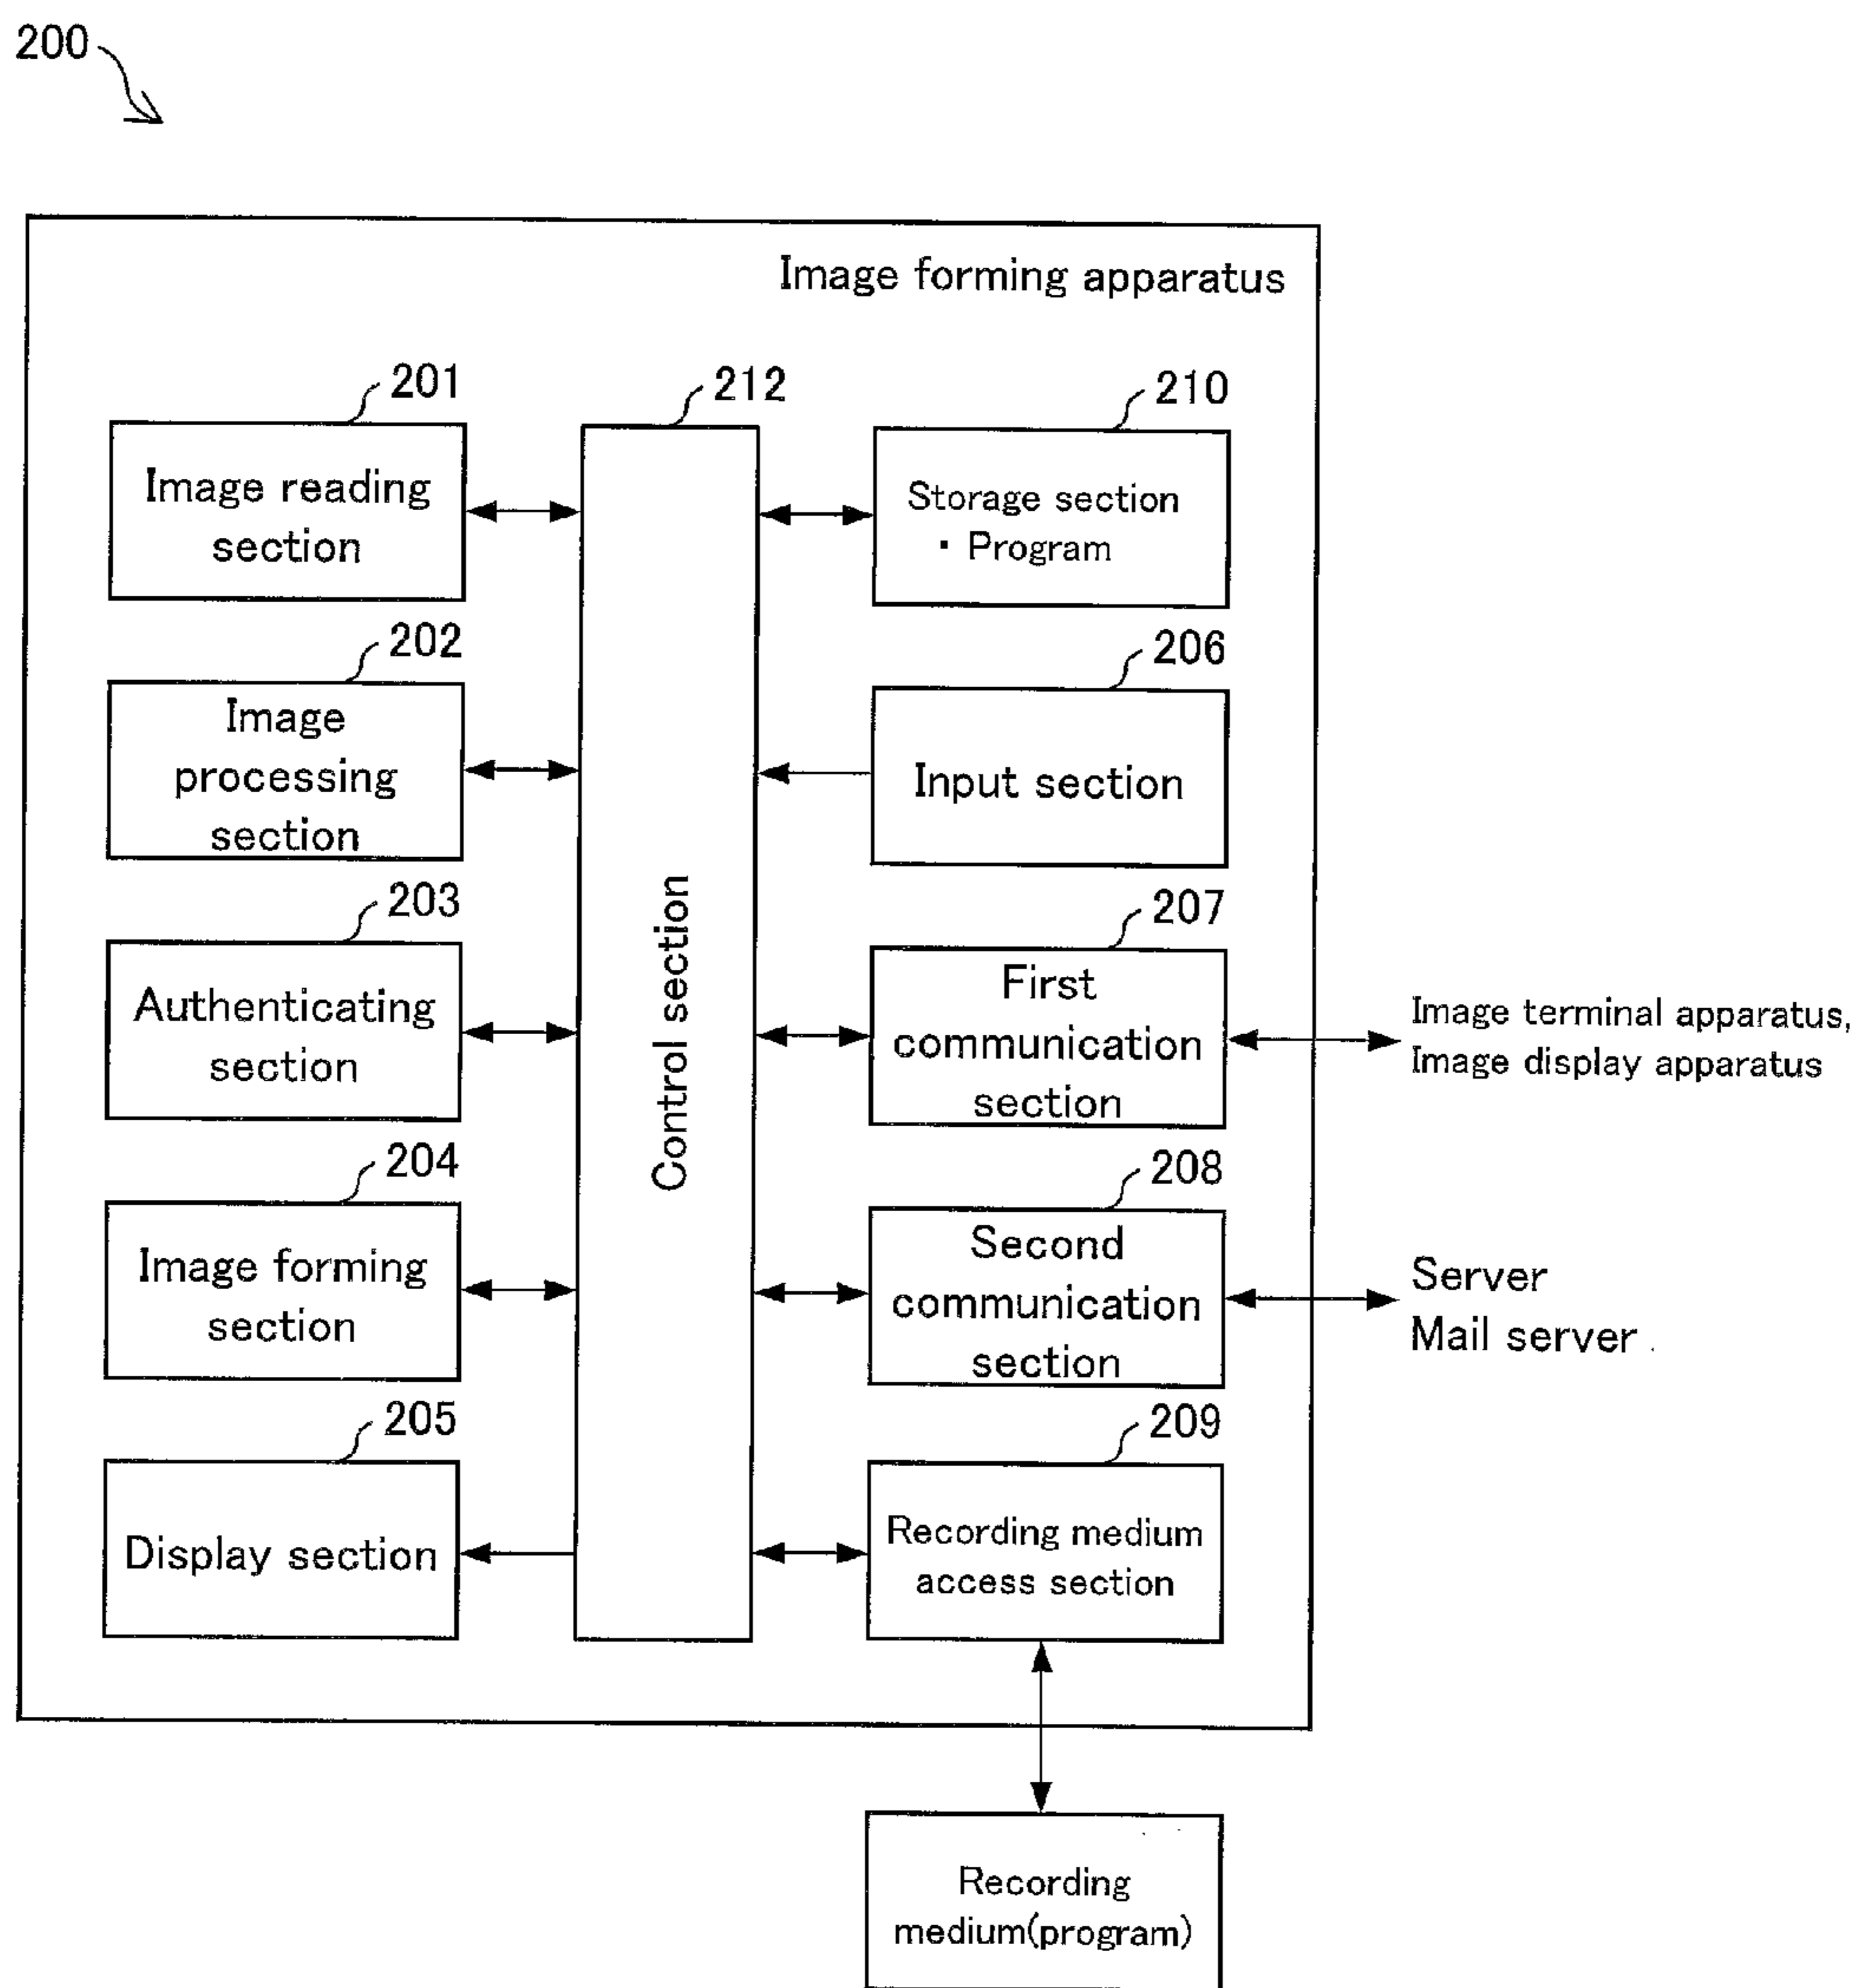 200
Image forming apparatus
201
Image reading
section
202
Image
processing
section
203
Authenticating
section
204
Image forming
section
205
Display section
212
Control section
210
Storage section
・ Program
206
Input section
207
First
communication
section
Image terminal apparatus,
Image display apparatus
208
Second
communication
section
Server
Mail server
209
Recording medium
access section
Recording
medium(program)